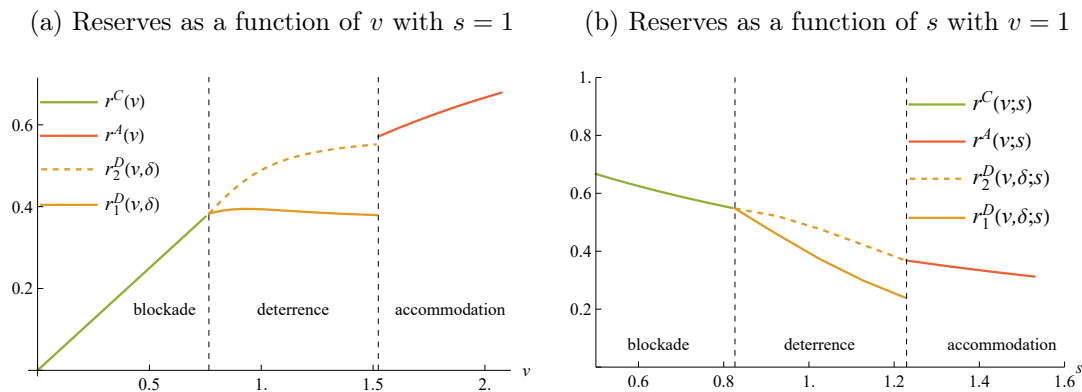 (a) Reserves as a function of v with s = 1
r^C(v)
r^A(v)
r_2^D(v,δ)
r_1^D(v,δ)
0.6
0.4
0.2
blockade deterrence accommodation
0.5 1. 1.5 2. v
(b) Reserves as a function of s with v = 1
1.
0.8
0.6
0.4
0.2
r^C(v;s)
r^A(v;s)
r_2^D(v,δ;s)
r_1^D(v,δ;s)
blockade deterrence accommodation
0.6 0.8 1.0 1.2 1.4 1.6 s